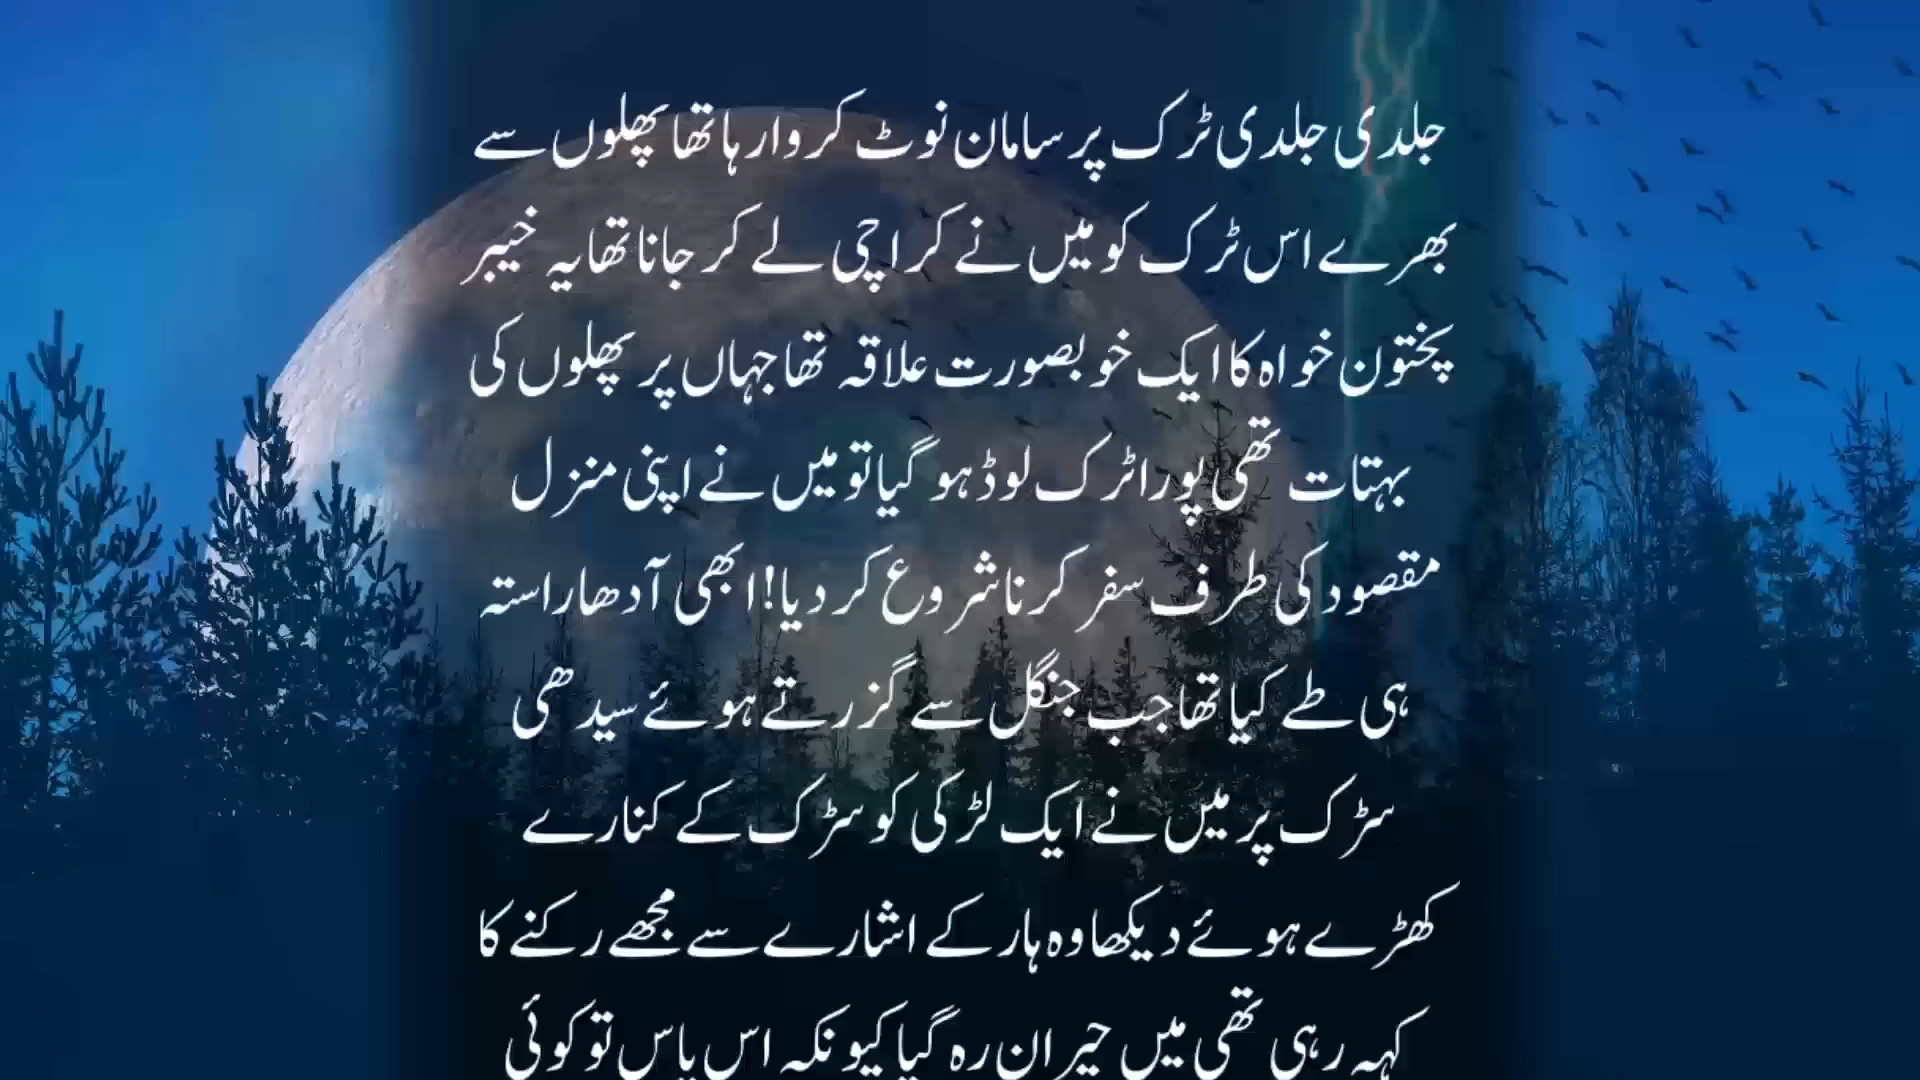 جلدی جلدی ٹرک پر سامان نوٹ کروا رہا تھا پھلوں سے
بھرے اس ٹرک کو میں نے کراچی لے کر جانا تھا یہ خیبر
پختون خواہ کا ایک خوبصورت علاقہ تھا جہاں پر پھلوں کی
بہتات تھی پورا ٹرک لوڈ ہو گیا تو میں نے اپنی منزل
مقصود کی طرف سفر کرنا شروع کر دیا! ابھی آدھا راستہ
ہی طے کیا تھا جب جنگل سے گزرتے ہوئے سیدھی
سڑک پر میں نے ایک لڑکی کو سڑک کے کنارے
کھڑے ہوئے دیکھا وہ ہار کے اشارے سے مجھے رکنے کا
کہہ رہی تھی میں حیران رہ گیا کیونکہ اس پاس تو کوئی